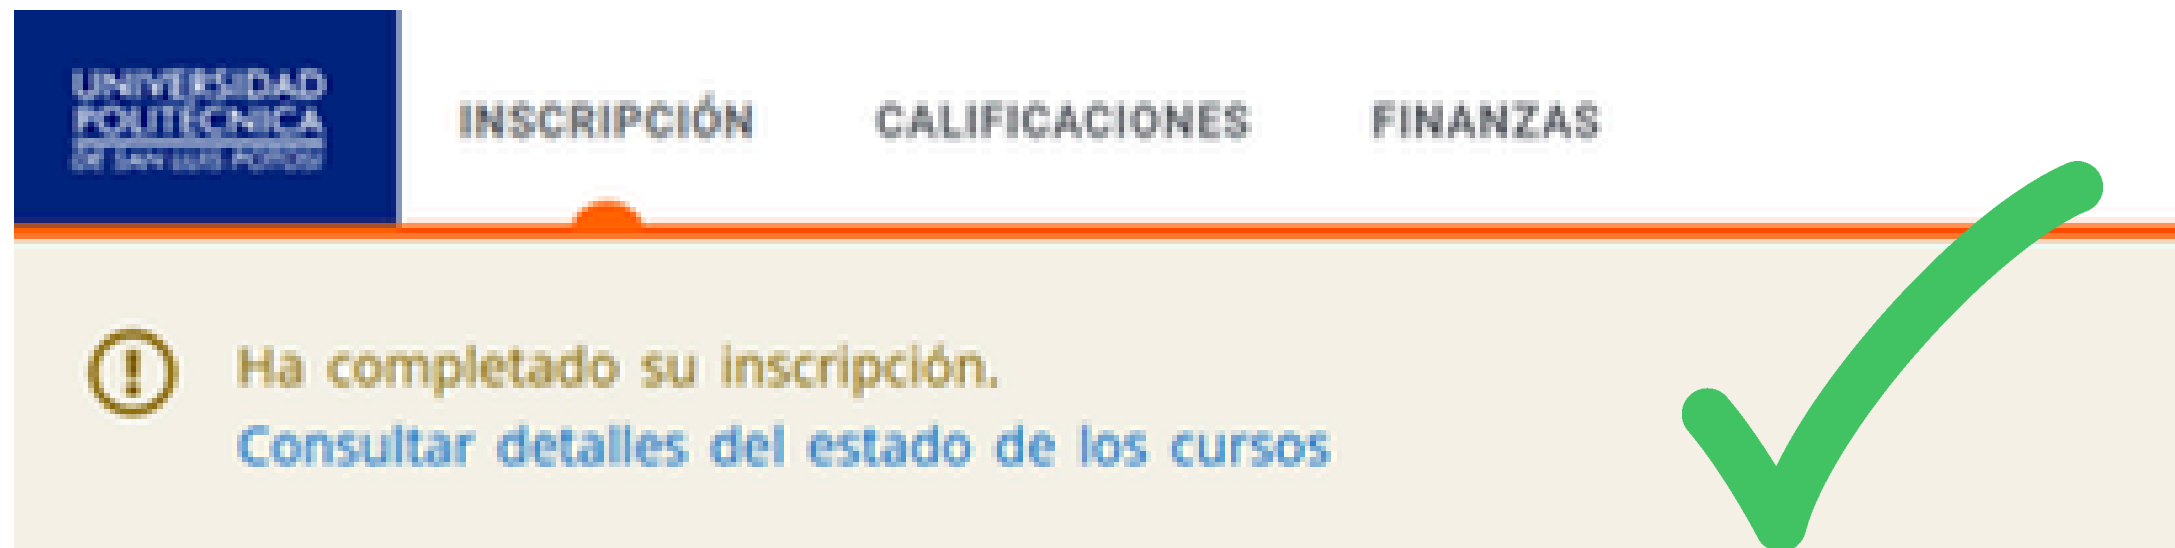 UNIVERSIDAD
POLITÉCNICA
DE SAN LUIS POTOSÍ
INSCRIPCIÓN CALIFICACIONES FINANZAS
Ha completado su inscripción.
Consultar detalles del estado de los cursos